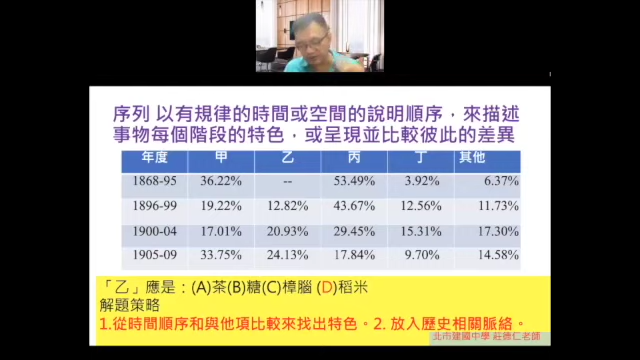 序列 以有規律的時間或空間的說明順序，來描述
事物每個階段的特色，或呈現並比較彼此的差異
年度 甲 乙 丙 丁 其他
1868-95 36.22% -- 53.49% 3.92% 6.37%
1896-99 19.22% 12.82% 43.67% 12.56% 11.73%
1900-04 17.01% 20.93% 29.45% 15.31% 17.30%
1905-09 33.75% 24.13% 17.84% 9.70% 14.58%
「乙」應是：(A)茶(B)糖(C)樟腦 (D)稻米
解題策略
1.從時間順序和與他項比較來找出特色。2. 放入歷史相關脈絡。
北市建國中學 莊德仁老師